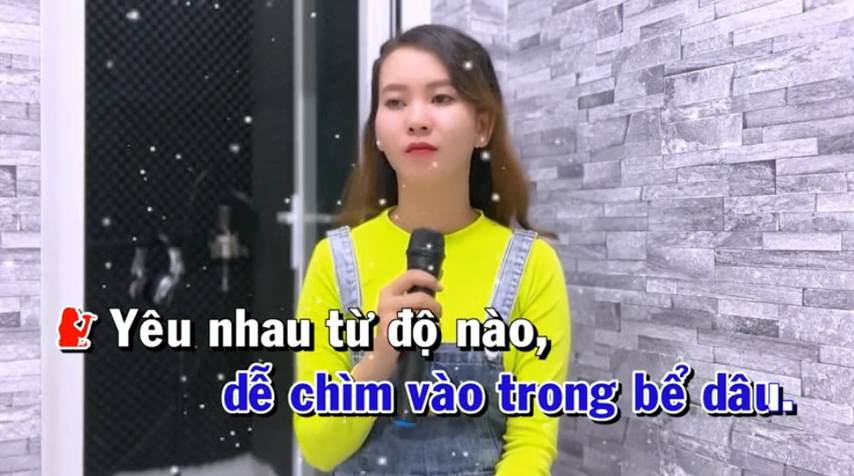 Yêu nhau từ độ nào,
dễ chìm vào trong bể dâu.